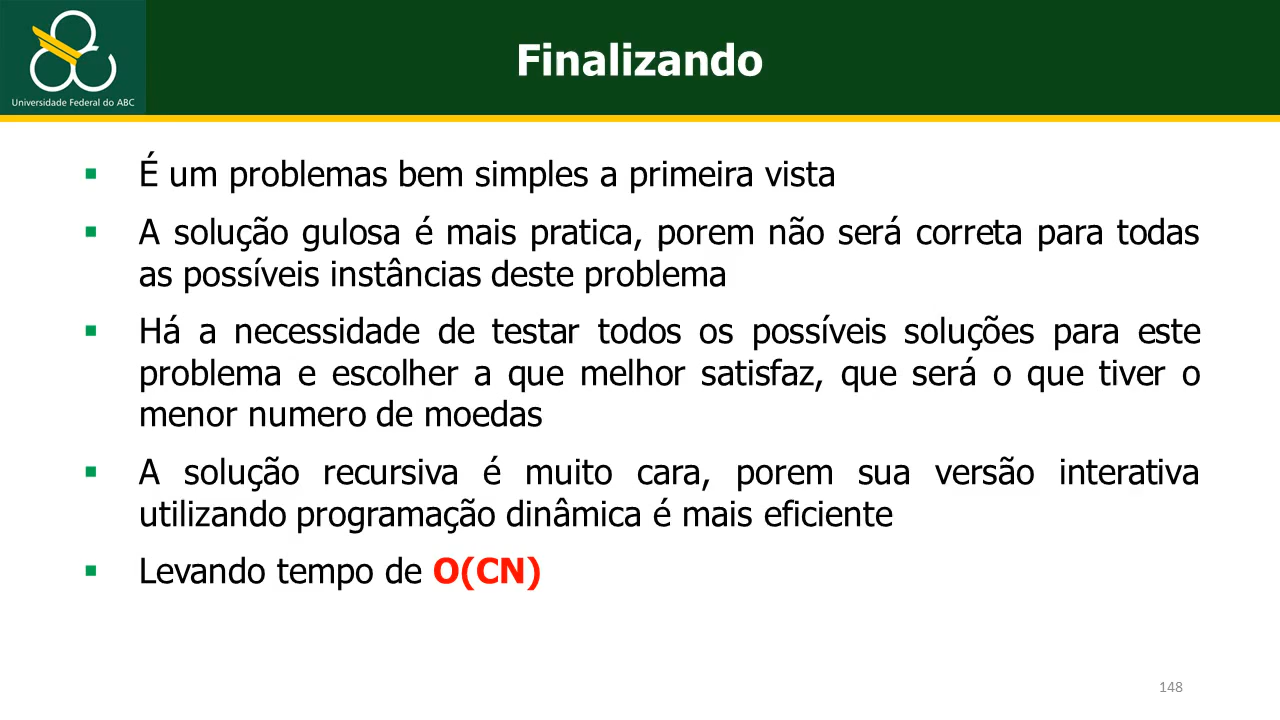 Universidade Federal do ABC
Finalizando
É um problemas bem simples a primeira vista
A solução gulosa é mais pratica, porem não será correta para todas
as possíveis instâncias deste problema
Há a necessidade de testar todos os possíveis soluções para este
problema e escolher a que melhor satisfaz, que será o que tiver o
menor numero de moedas
A solução recursiva é muito cara, porem sua versão interativa
utilizando programação dinâmica é mais eficiente
Levando tempo de O(CN)
148